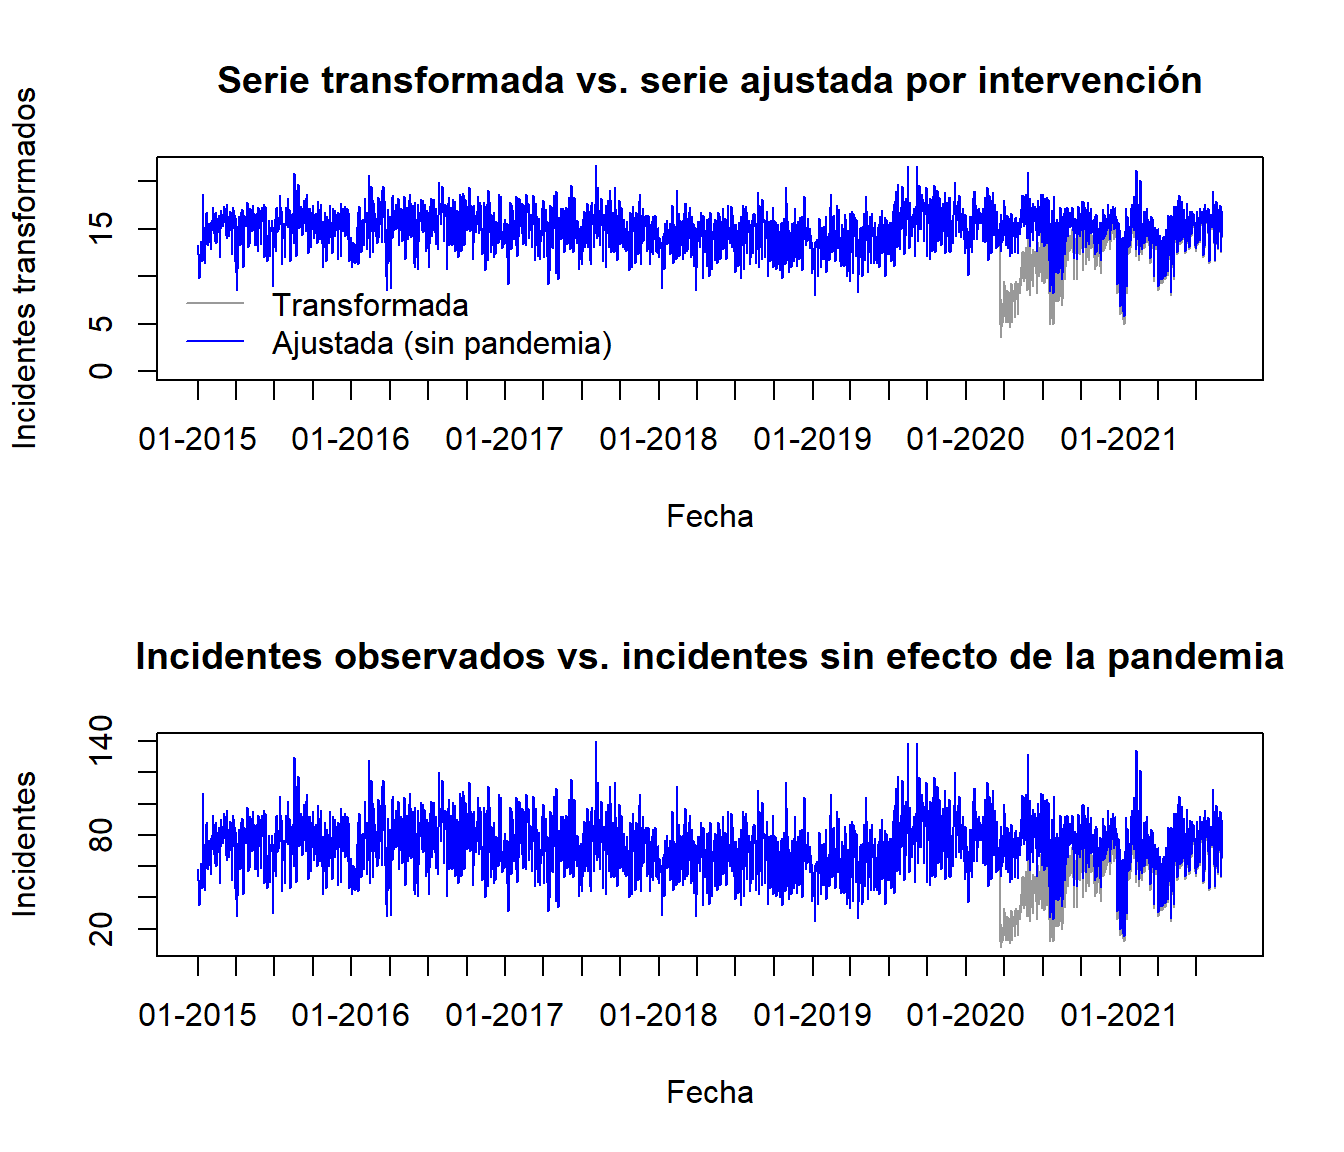 Serie transformada vs. serie ajustada por intervención
Incidentes transformados
15
5
0
Transformada
Ajustada (sin pandemia)
01-2015 01-2016 01-2017 01-2018 01-2019 01-2020 01-2021
Fecha
Incidentes observados vs. incidentes sin efecto de la pandemia
Incidentes
140
80
20
01-2015 01-2016 01-2017 01-2018 01-2019 01-2020 01-2021
Fecha